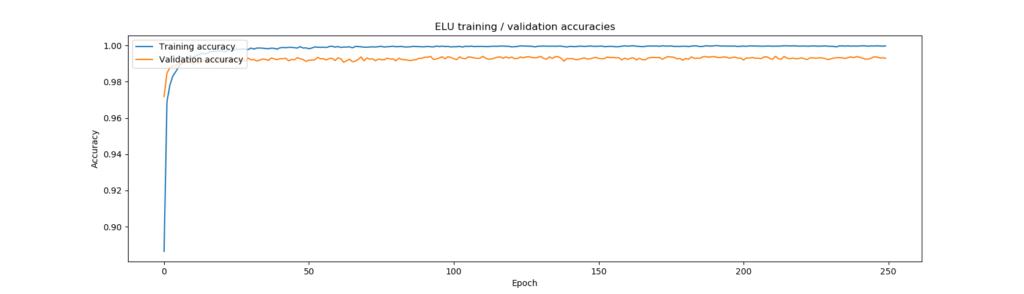 ELU training / validation accuracies
Training accuracy
Validation accuracy
Accuracy
1.00
0.98
0.96
0.94
0.92
0.90
0
50
100
150
200
250
Epoch